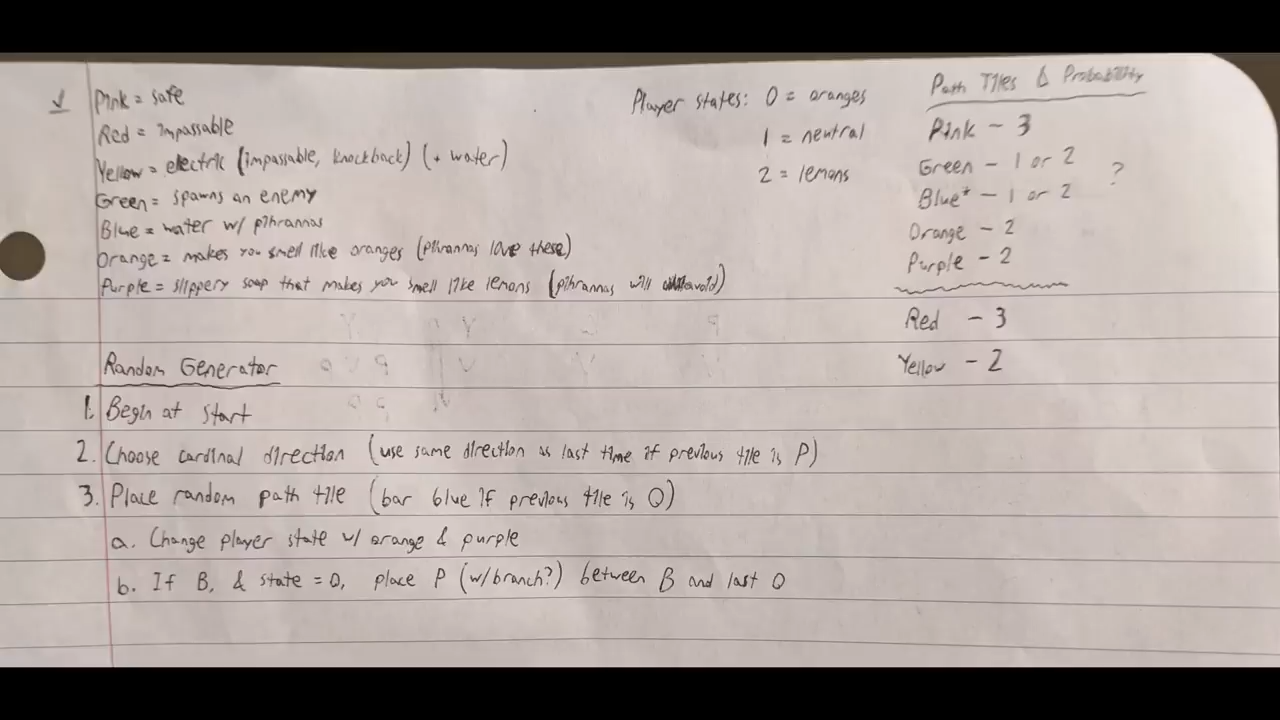 Pink = safe
Red = impassable
Yellow = electric (impassable, knockback) (+ water)
Green = spawns an enemy
Blue = water w/ pihrannas
Orange = makes you smell like oranges (pihrannas love these)
Purple = slippery soap that makes you smell like lemons (pihrannas will avoid)
Player states: 0 = oranges
1 = neutral
2 = lemons
Path Tiles & Probability
Pink - 3
Green - 1 or 2
Blue* - 1 or 2
?
Orange - 2
Purple - 2
Red - 3
Yellow - 2
Random Generator
1. Begin at start
2. Choose cardinal direction (use same direction as last time if previous tile is P)
3. Place random path tile (bar blue if previous tile is O)
a. Change player state w/ orange & purple
b. If B, & state = 0, place P (w/branch?) between B and last O